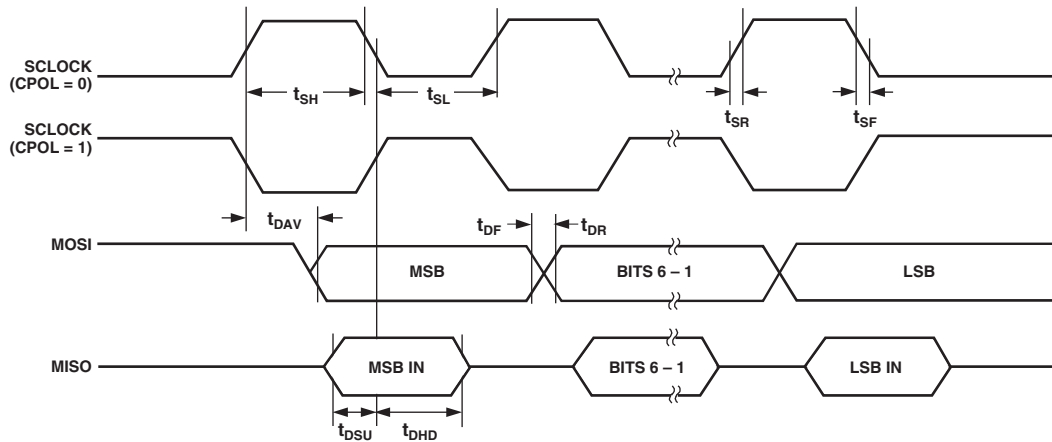 SCLOCK
(CPOL = 0)
tSH
tSL
tSR
tSF
SCLOCK
(CPOL = 1)
tDAV
tDF
tDR
MOSI
MSB
BITS 6 – 1
LSB
MISO
MSB IN
BITS 6 – 1
LSB IN
tDSU
tDHD